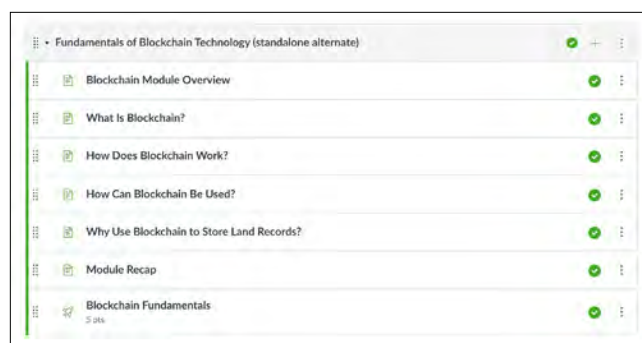 Fundamentals of Blockchain Technology (standalone alternate)
Blockchain Module Overview
What Is Blockchain?
How Does Blockchain Work?
How Can Blockchain Be Used?
Why Use Blockchain to Store Land Records?
Module Recap
Blockchain Fundamentals
5 pts